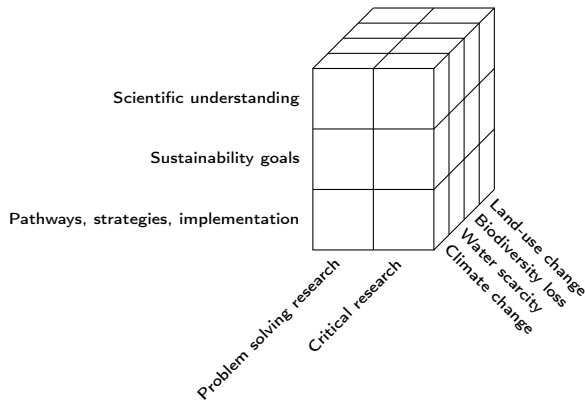 Scientific understanding
Sustainability goals
Pathways, strategies, implementation
Problem solving research
Critical research
Climate change
Water scarcity
Biodiversity loss
Land-use change